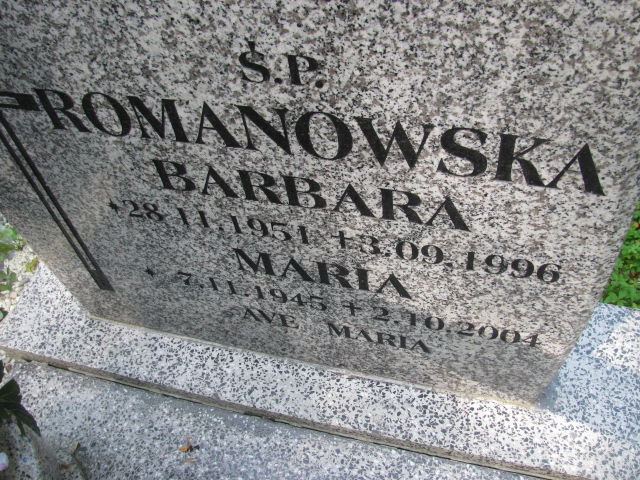 Ś.P.
ROMANOWSKA
BARBARA
*28.11.1951 +3.09.1996
MARIA
* 7.11.1945 +2.10.2004
AVE MARIA